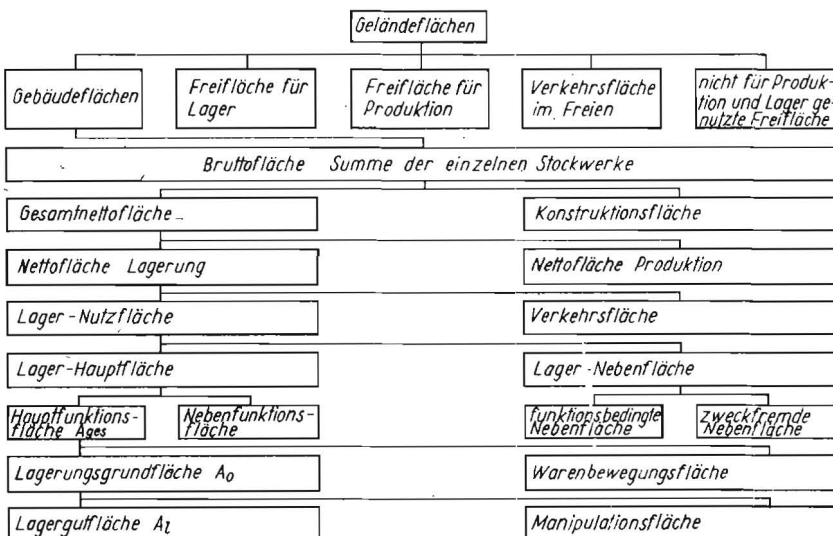 Geländeflächen
Gebäudeflächen
Freifläche für
Lager
Freifläche für
Produktion
Verkehrsfläche
im Freien
nicht für Produk-
tion und Lager ge-
nutzte Freifläche
Bruttofläche Summe der einzelnen Stockwerke
Gesamtnettofläche
Konstruktionsfläche
Nettofläche Lagerung
Nettofläche Produktion
Lager-Nutzfläche
Verkehrsfläche
Lager-Hauptfläche
Lager-Nebenfläche
Hauptfunktions-
fläche Ages
Nebenfunktions-
fläche
funktionsbedingte
Nebenfläche
zweckfremde
Nebenfläche
Lagerungsgrundfläche A₀
Warenbewegungsfläche
Lagergutfläche Aₗ
Manipulationsfläche